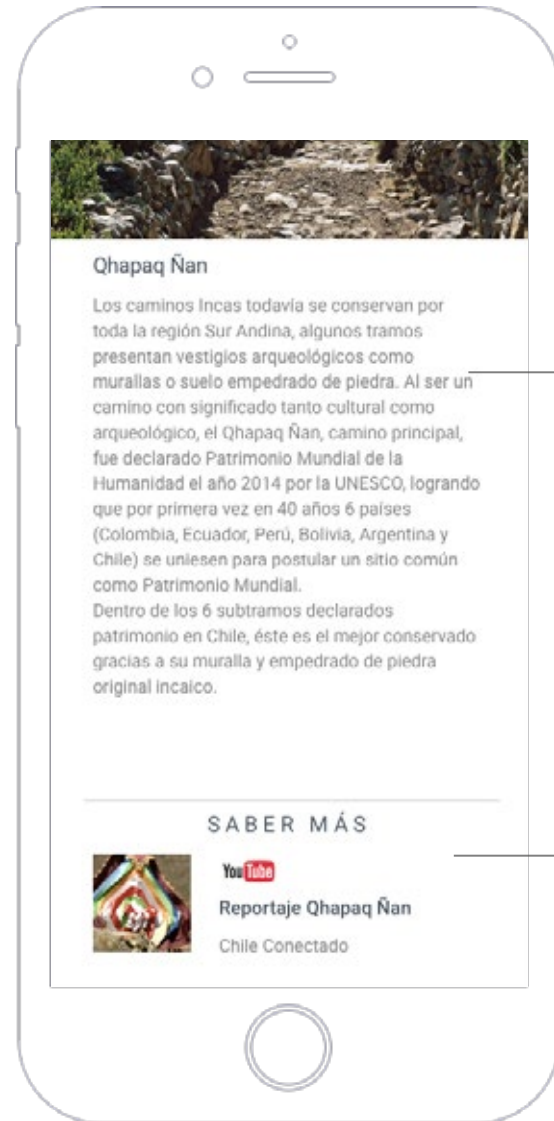 Qhapaq Ñan
Los caminos Incas todavía se conservan por
toda la región Sur Andina, algunos tramos
presentan vestigios arqueológicos como
murallas o suelo empedrado de piedra. Al ser un
camino con significado tanto cultural como
arqueológico, el Qhapaq Ñan, camino principal,
fue declarado Patrimonio Mundial de la
Humanidad el año 2014 por la UNESCO, logrando
que por primera vez en 40 años 6 países
(Colombia, Ecuador, Perú, Bolivia, Argentina y
Chile) se uniesen para postular un sitio común
como Patrimonio Mundial.
Dentro de los 6 subtramos declarados
patrimonio en Chile, éste es el mejor conservado
gracias a su muralla y empedrado de piedra
original incaico.
SABER MÁS
YouTube
Reportaje Qhapaq Ñan
Chile Conectado